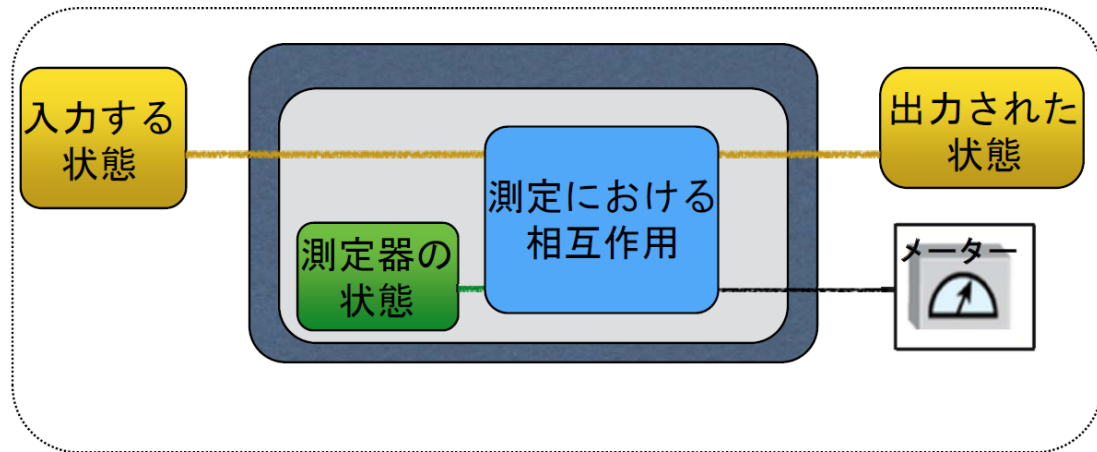 入力する
状態
測定器の
状態
測定における
相互作用
出力された
状態
メーター